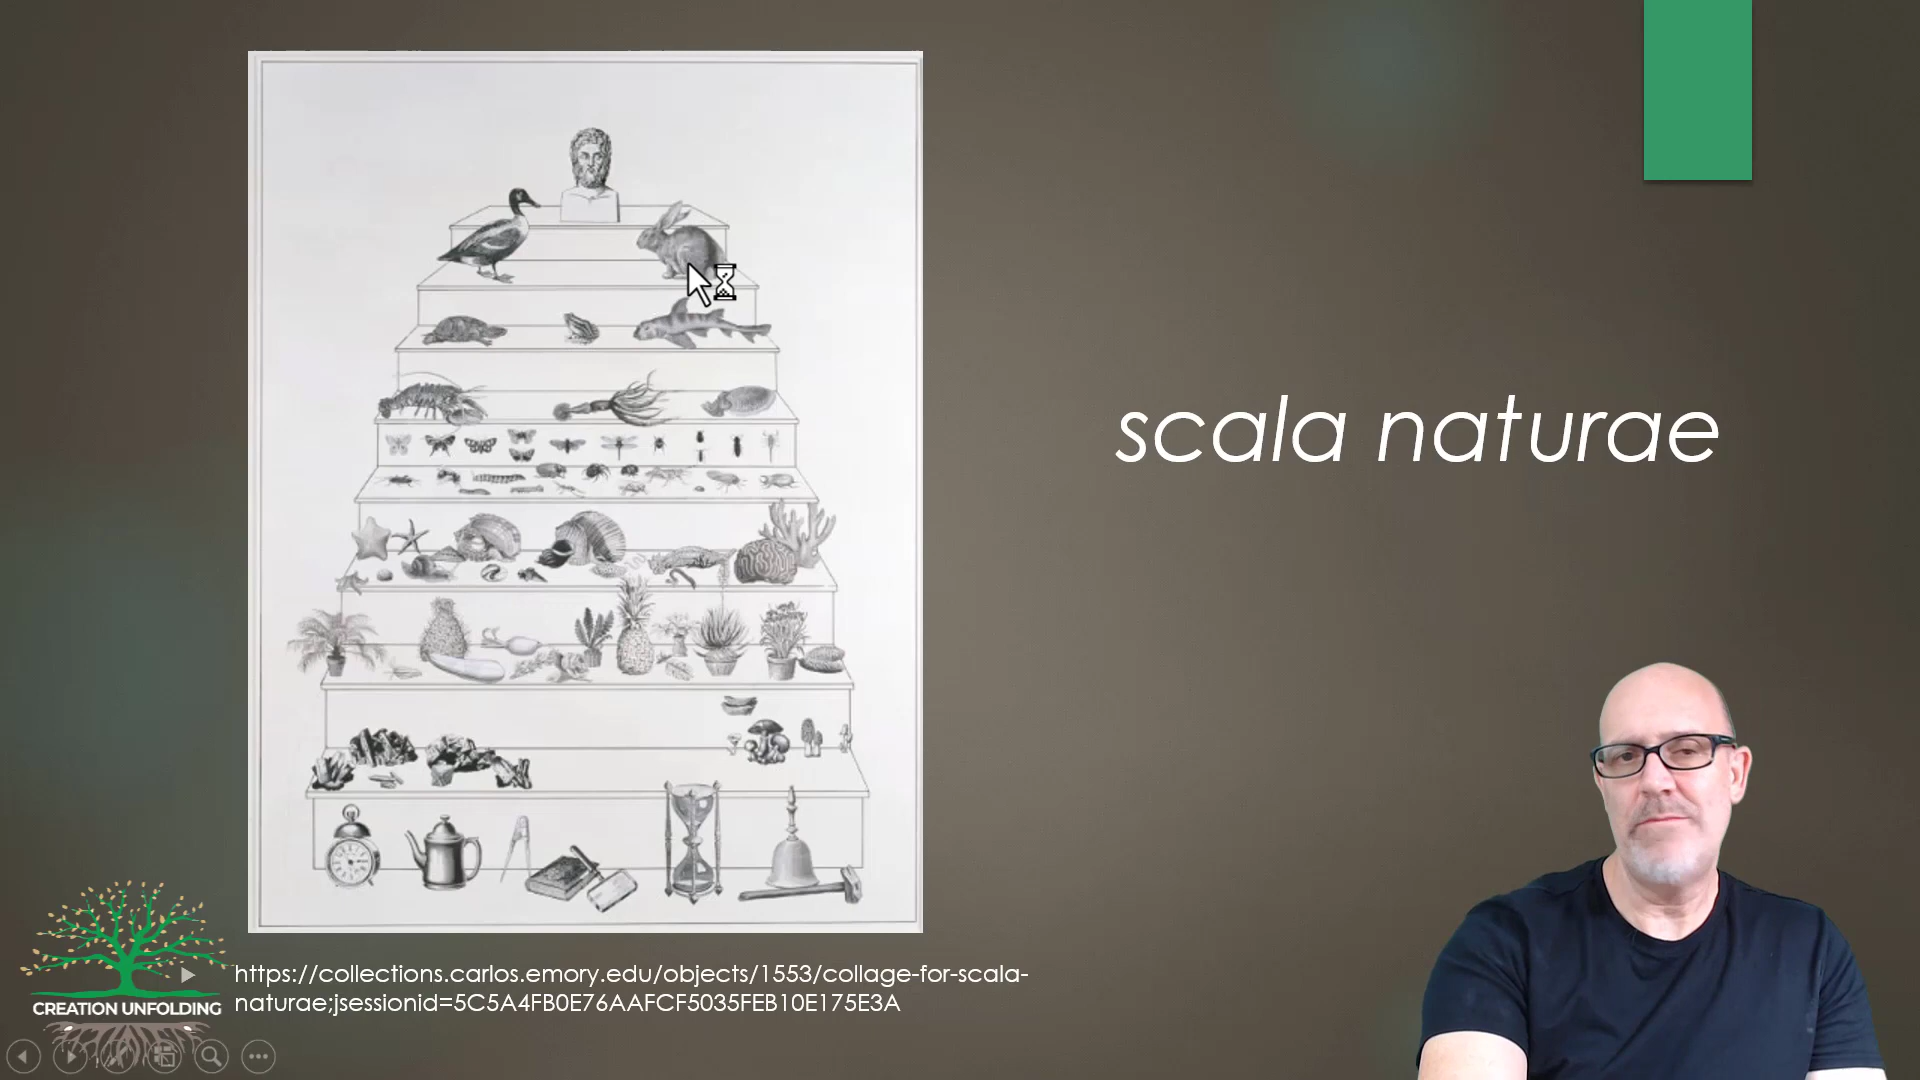 scala naturae
https://collections.carlos.emory.edu/objects/1553/collage-for-scala-
naturae;jsessionid=5C5A4FB0E76AAFCF5035FEB10E175E3A
CREATION UNFOLDING